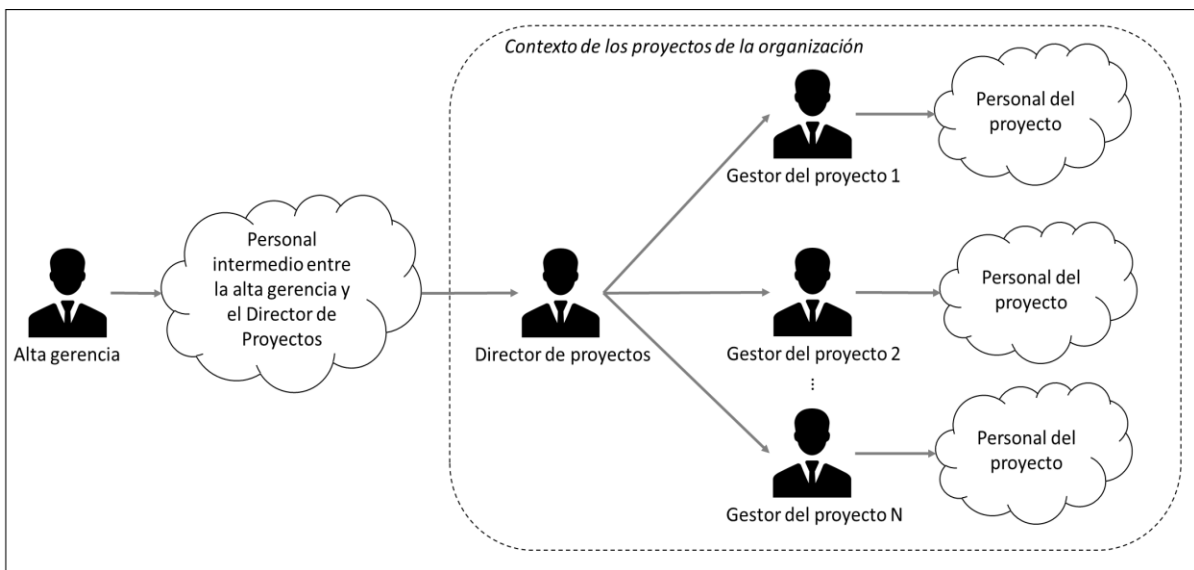 Contexto de los proyectos de la organización
Personal del
proyecto
Gestor del proyecto 1
Personal
intermedio entre
la alta gerencia y
el Director de
Proyectos
Alta gerencia
Director de proyectos
Personal del
proyecto
Gestor del proyecto 2
...
Personal del
proyecto
Gestor del proyecto N